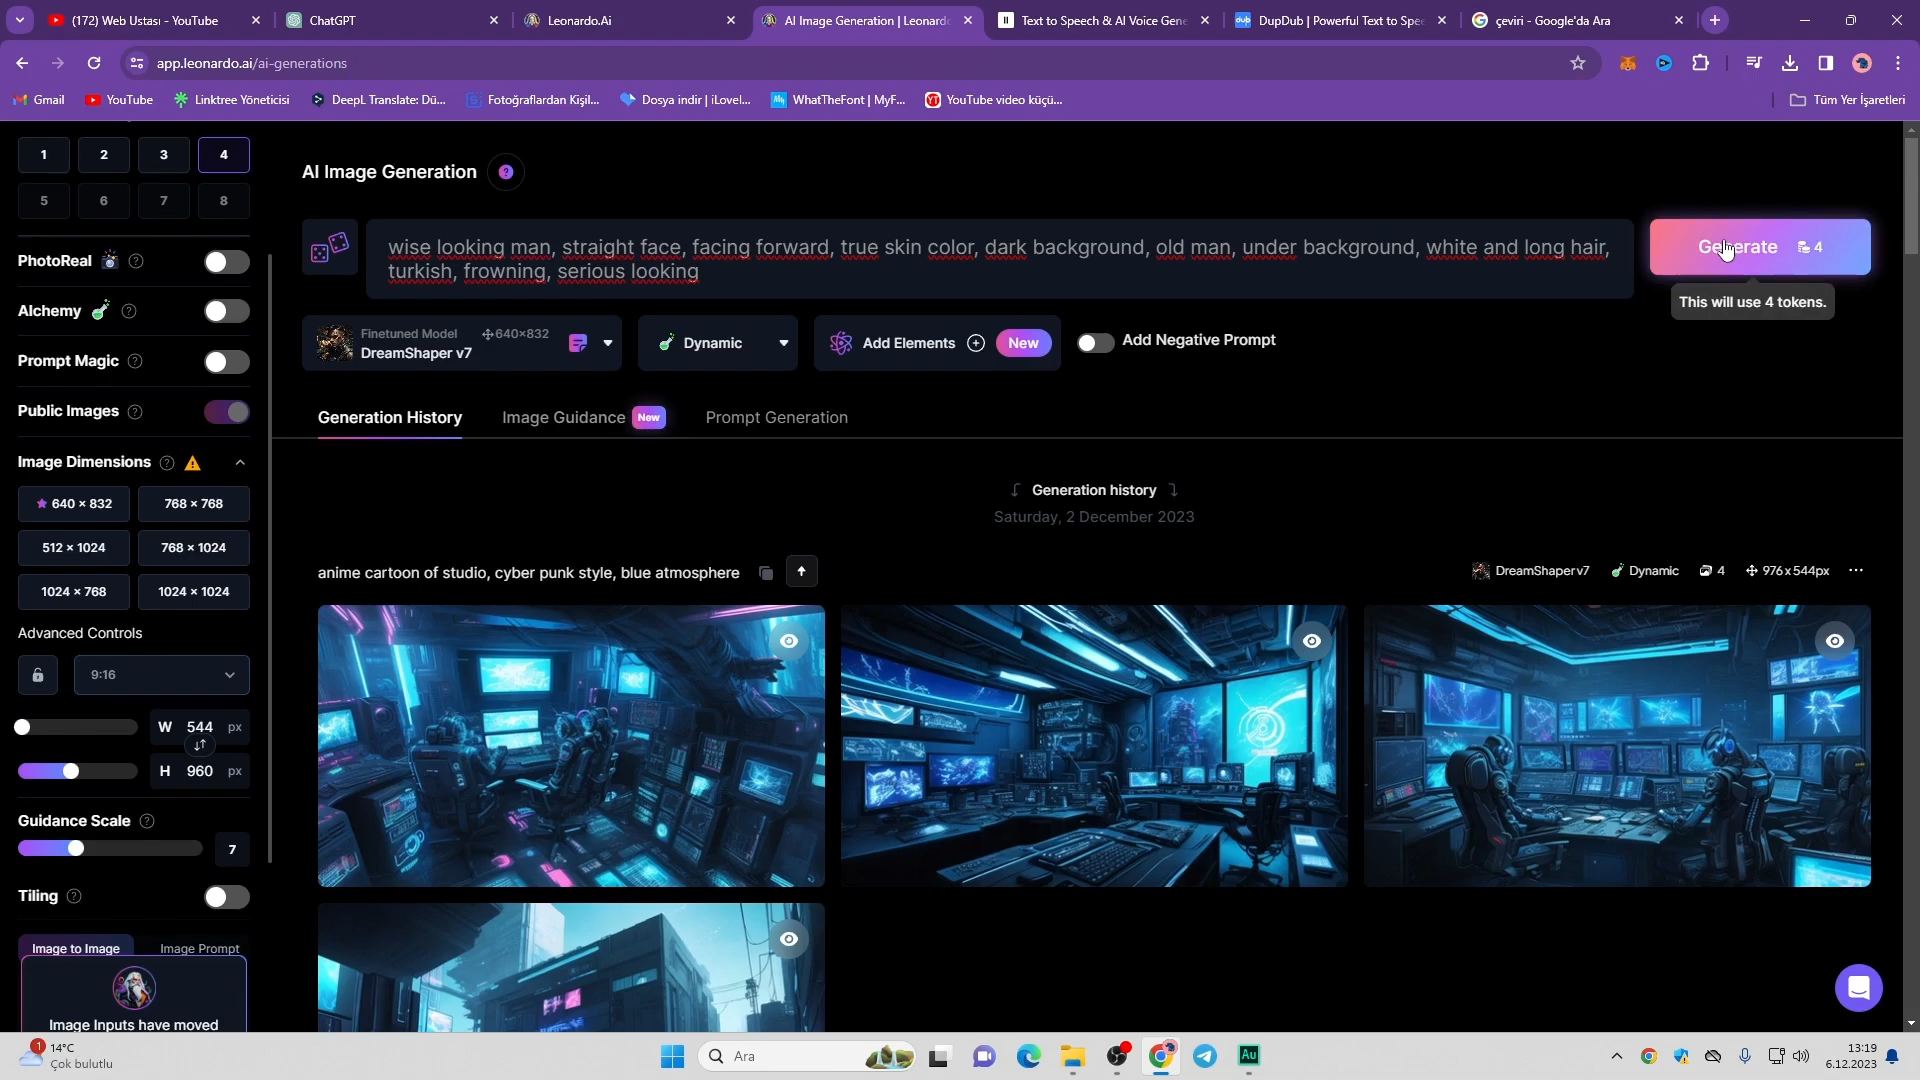 (172) Web Ustası - YouTube
ChatGPT
Leonardo.Ai
AI Image Generation | Leonardo
Text to Speech & AI Voice Gene
DupDub | Powerful Text to Spe
çeviri - Google'da Ara
app.leonardo.ai/ai-generations
Gmail
YouTube
Linktree Yöneticisi
DeepL Translate: Dü...
Fotoğraflardan Kişil...
Dosya indir | iLovel...
WhatTheFont | MyF...
YouTube video küçü...
Tüm Yer İşaretleri
1 2 3 4
5 6 7 8
PhotoReal
Alchemy
Prompt Magic
Public Images
Image Dimensions
640 × 832 768 × 768
512 × 1024 768 × 1024
1024 × 768 1024 × 1024
Advanced Controls
9:16
W 544 px
H 960 px
Guidance Scale
7
Tiling
Image to Image Image Prompt
Image Inputs have moved
AI Image Generation
wise looking man, straight face, facing forward, true skin color, dark background, old man, under background, white and long hair,
turkish, frowning, serious looking
Generate 4
This will use 4 tokens.
Finetuned Model 640×832
DreamShaper v7
Dynamic
Add Elements New
Add Negative Prompt
Generation History
Image Guidance New
Prompt Generation
Generation history
Saturday, 2 December 2023
anime cartoon of studio, cyber punk style, blue atmosphere
DreamShaper v7 Dynamic 4 976 x 544px
1 14°C
Çok bulutlu
Ara
Au
13:19
6.12.2023